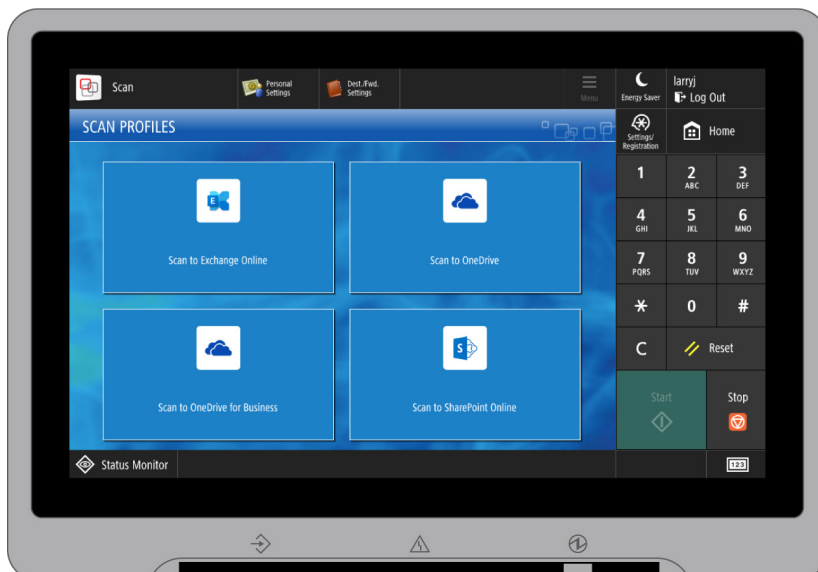 Scan
Personal
Settings
Dest./Fwd.
Settings
Menu
Energy Saver
larryj
Log Out
SCAN PROFILES
Settings/
Registration
Home
E
Scan to Exchange Online
Scan to OneDrive
S
Scan to OneDrive for Business
Scan to SharePoint Online
1
2
ABC
3
DEF
4
GHI
5
JKL
6
MNO
7
PQRS
8
TUV
9
WXYZ
*
0
#
C
Reset
Start
Stop
Status Monitor
123